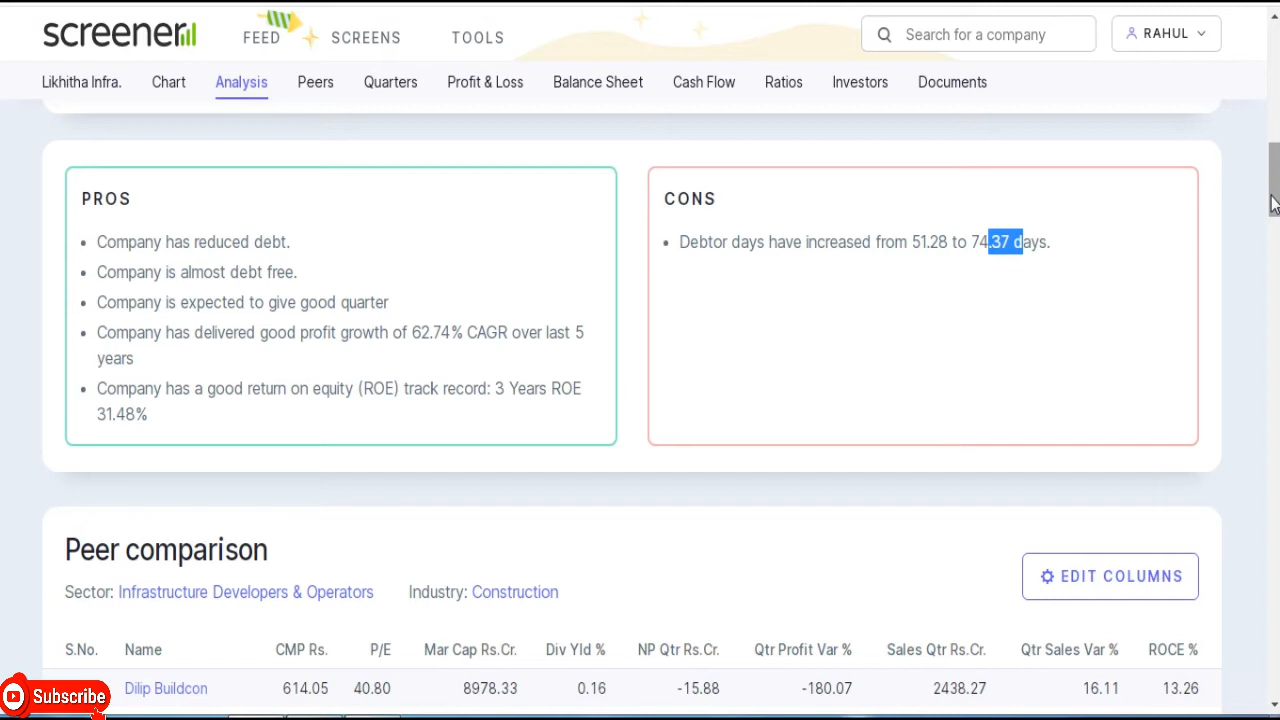 screener
FEED SCREENS TOOLS
Search for a company
RAHUL
Likhitha Infra. Chart Analysis Peers Quarters Profit & Loss Balance Sheet Cash Flow Ratios Investors Documents
PROS
Company has reduced debt.
Company is almost debt free.
Company is expected to give good quarter
Company has delivered good profit growth of 62.74% CAGR over last 5
years
Company has a good return on equity (ROE) track record: 3 Years ROE
31.48%
CONS
Debtor days have increased from 51.28 to 74.37 days.
Peer comparison
Sector: Infrastructure Developers & Operators Industry: Construction
EDIT COLUMNS
S.No. Name CMP Rs. P/E Mar Cap Rs.Cr. Div Yld % NP Qtr Rs.Cr. Qtr Profit Var % Sales Qtr Rs.Cr. Qtr Sales Var % ROCE %
Dilip Buildcon 614.05 40.80 8978.33 0.16 -15.88 -180.07 2438.27 16.11 13.26
Subscribe